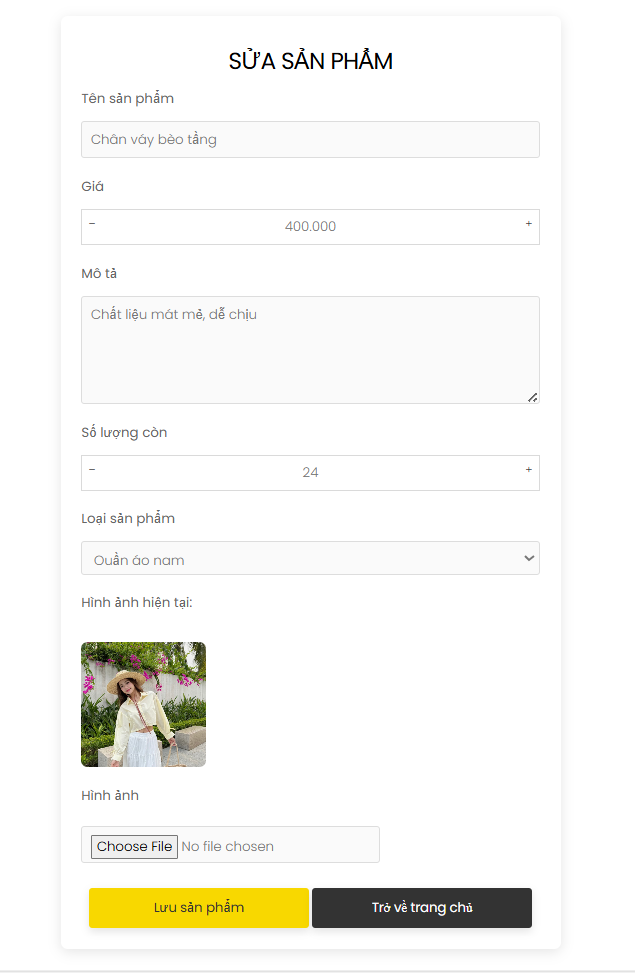 SỬA SẢN PHẨM
Tên sản phẩm
Chân váy bèo tầng
Giá
- 400.000 +
Mô tả
Chất liệu mát mẻ, dễ chịu
Số lượng còn
- 24 +
Loại sản phẩm
Quần áo nam
Hình ảnh hiện tại:
Hình ảnh
Choose File No file chosen
Lưu sản phẩm Trở về trang chủ